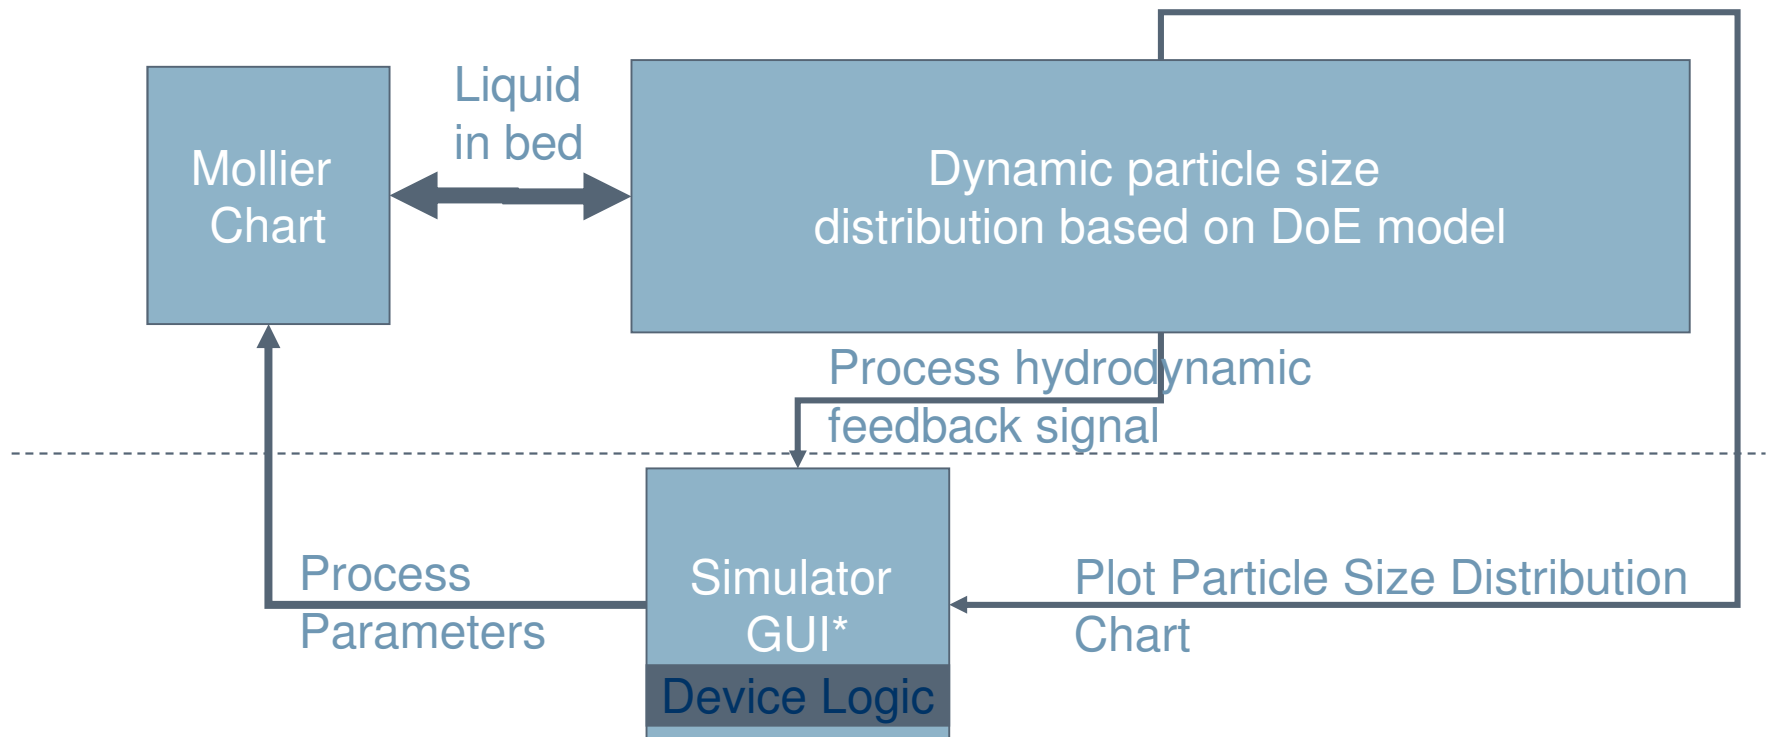 Liquid
in bed
Mollier
Chart
Dynamic particle size
distribution based on DoE model
Process hydrodynamic
feedback signal
Process
Parameters
Simulator
GUI*
Device Logic
Plot Particle Size Distribution
Chart